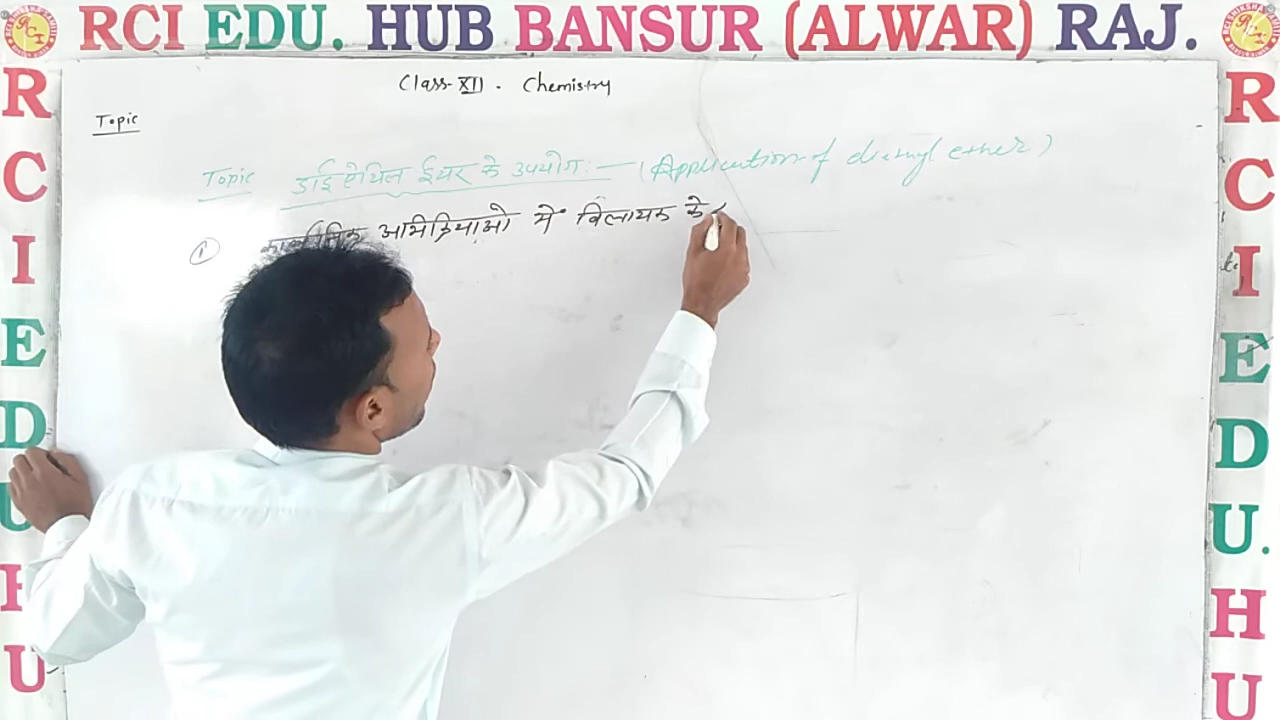 RCI EDU. HUB BANSUR (ALWAR) RAJ.
Class-XII. Chemistry
Topic
Topic डाई ऐथिल ईथर के उपयोग :— (Application of diethyl ether)
① अभिक्रियाओ में विलायक के
R C I E D U H U
R C I E D U. H U